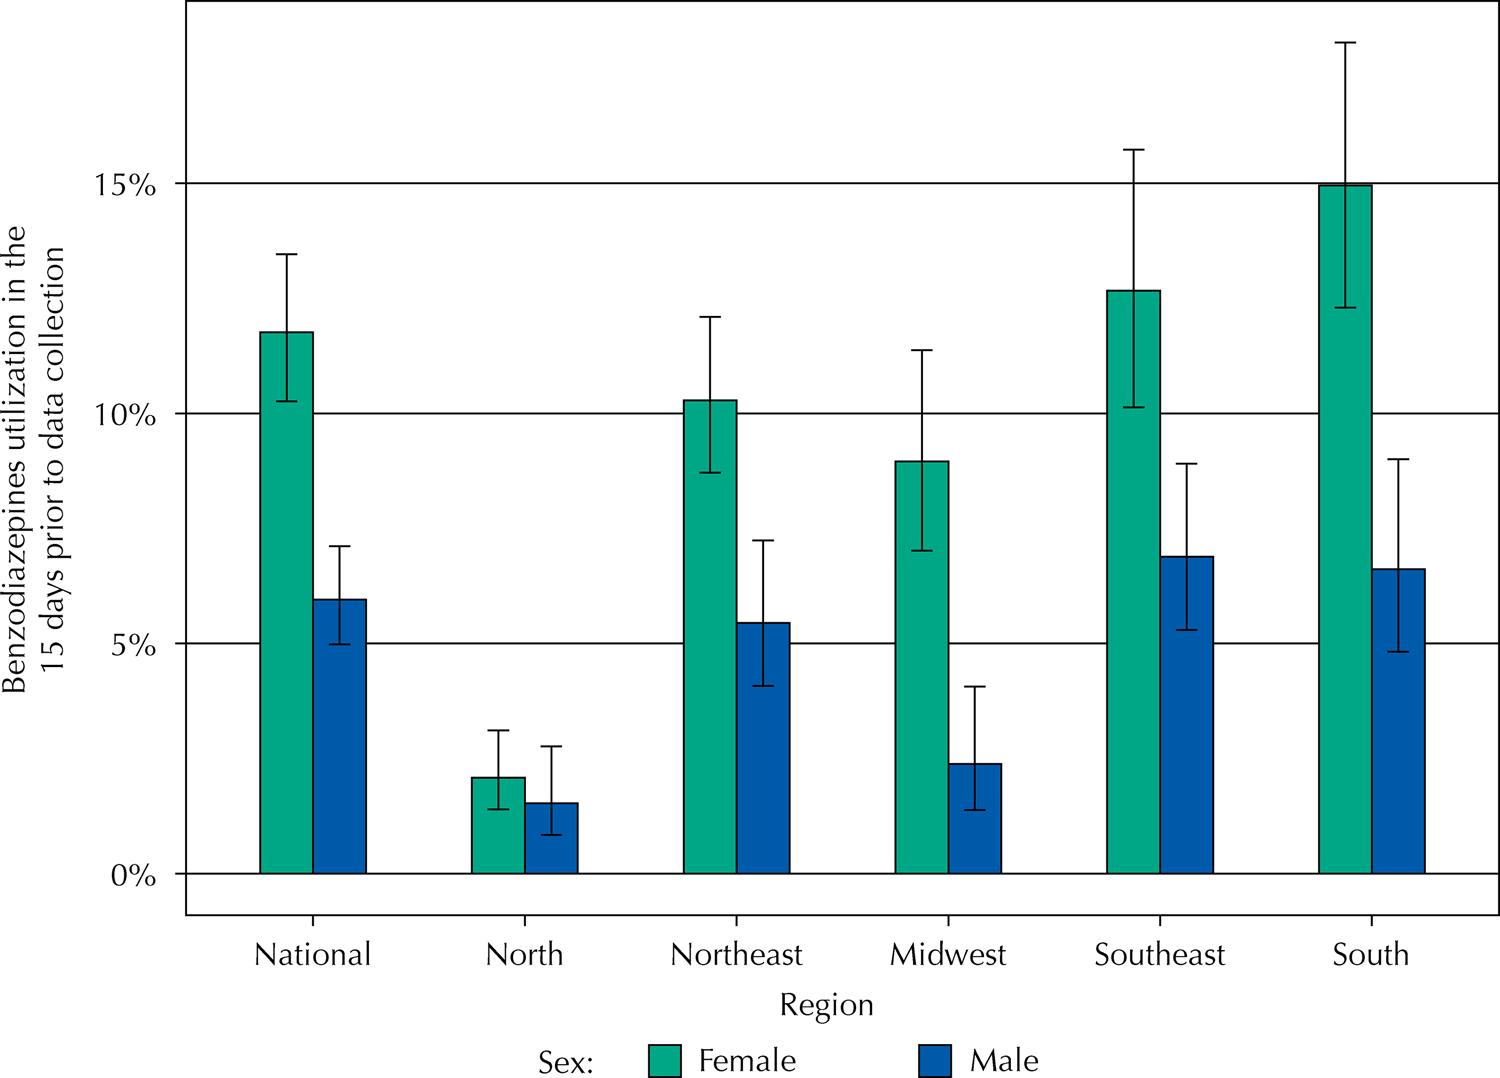 Benzodiazepines utilization in the
15 days prior to data collection
15%
10%
5%
0%
National North Northeast Midwest Southeast South
Region
Sex: Female Male